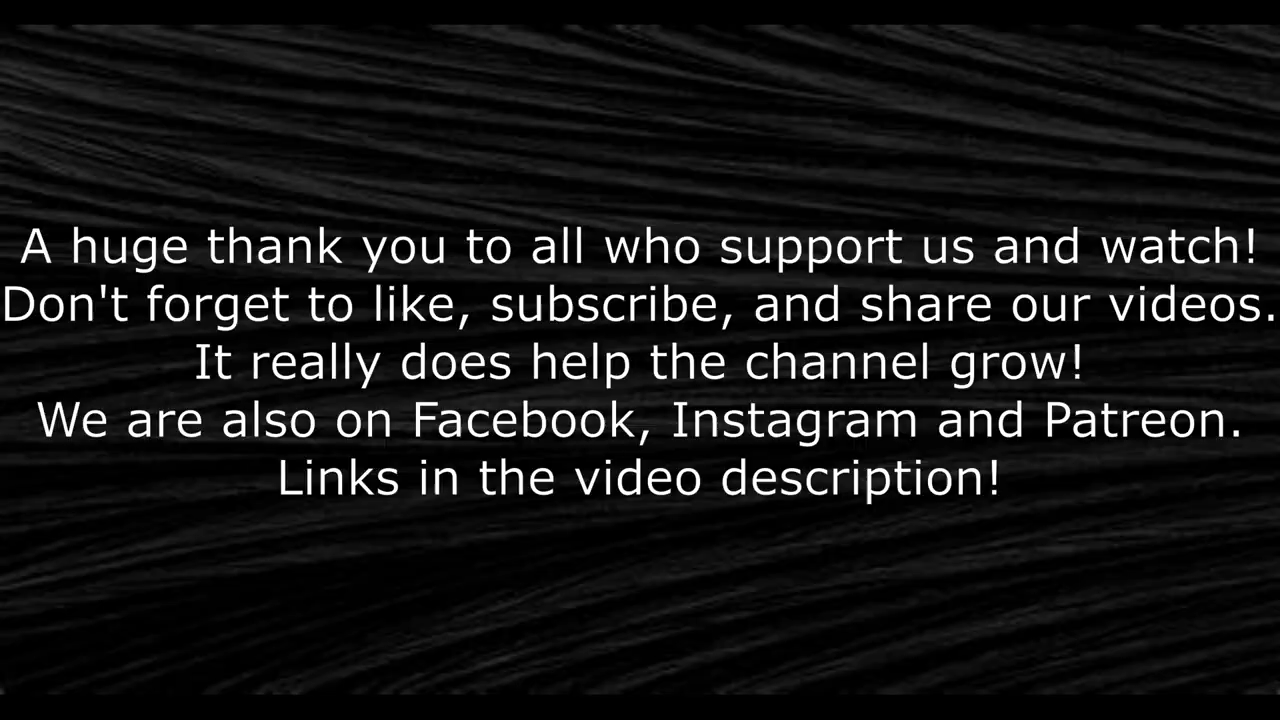 A huge thank you to all who support us and watch!
Don't forget to like, subscribe, and share our videos.
It really does help the channel grow!
We are also on Facebook, Instagram and Patreon.
Links in the video description!